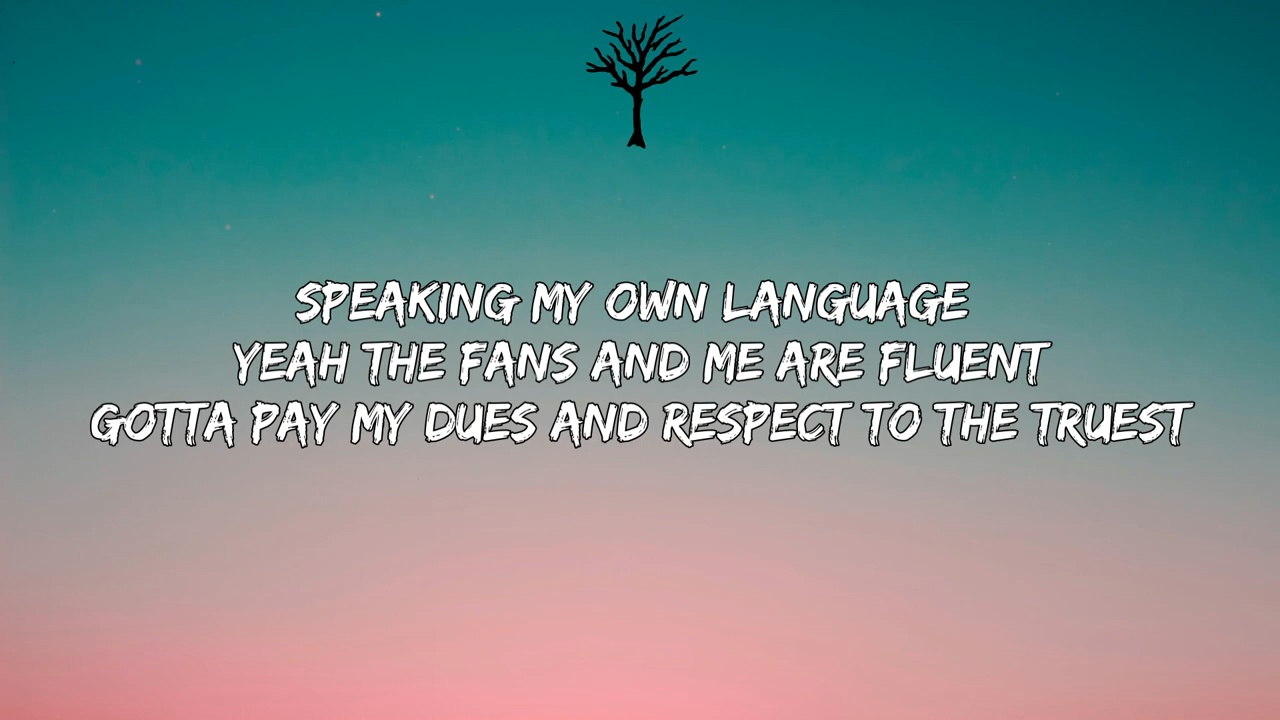 SPEAKING MY OWN LANGUAGE
YEAH THE FANS AND ME ARE FLUENT
GOTTA PAY MY DUES AND RESPECT TO THE TRUEST